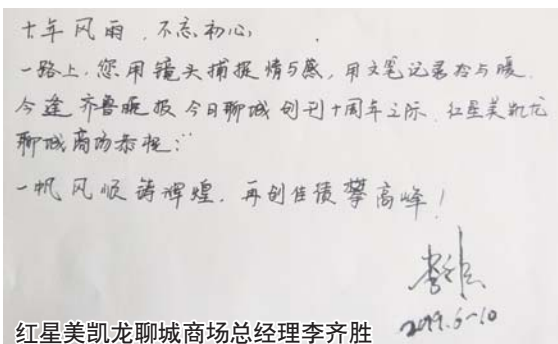 十年风雨，不忘初心，
一路上，您用镜头捕捉情与感，用文笔记录冷与暖，
今逢齐鲁晚报今日聊城创刊十周年之际，红星美凯龙
聊城商场恭祝：
一帆风顺铸辉煌，再创佳绩攀高峰！
2019.6-10
红星美凯龙聊城商场总经理李齐胜